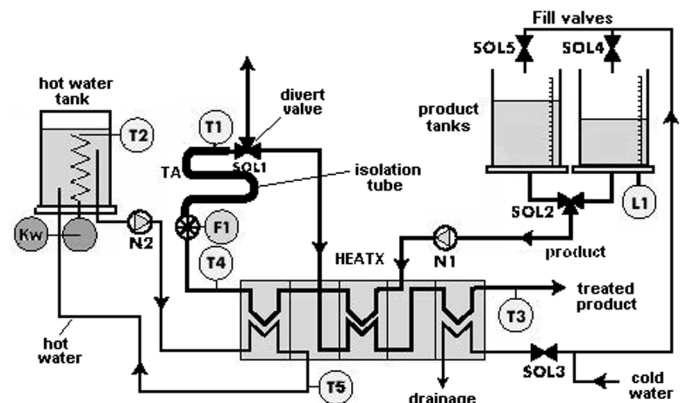 Fill valves
SOL5
SOL4
hot water
tank
divert
valve
product
tanks
T1
T2
SOL1
TA
isolation
tube
SOL2
L1
Kw
N2
F1
N1
product
HEATX
T4
treated
product
T3
hot
water
SOL3
T5
drainage
cold
water